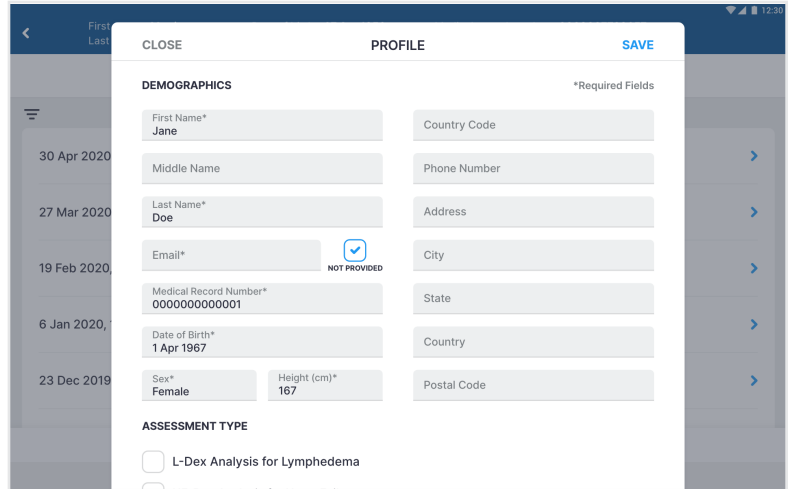 12:30
First
Last
CLOSE
PROFILE
SAVE
DEMOGRAPHICS
*Required Fields
First Name*
Jane
Country Code
Middle Name
Phone Number
Last Name*
Doe
Address
Email*
NOT PROVIDED
City
Medical Record Number*
0000000000001
State
Date of Birth*
1 Apr 1967
Country
Sex*
Female
Height (cm)*
167
Postal Code
30 Apr 2020
27 Mar 2020
19 Feb 2020,
6 Jan 2020,
23 Dec 2019
ASSESSMENT TYPE
L-Dex Analysis for Lymphedema